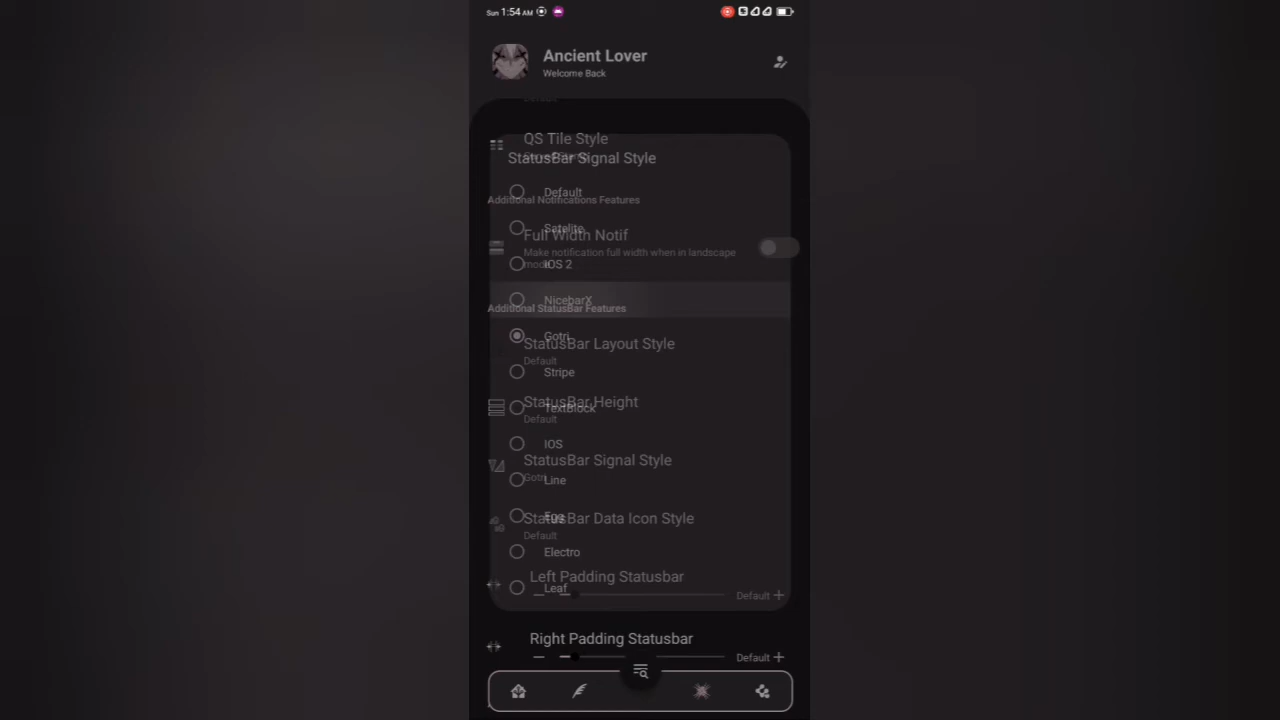 Sun 1:54 AM
Ancient Lover
Welcome Back
QS Tile Style
StatusBar Signal Style
Default
Additional Notifications Features
Satelite
Full Width Notif
Make notification full width when in landscape
mode
IOS 2
NicebarX
Additional StatusBar Features
Gotri
StatusBar Layout Style
Default
Stripe
StatusBar Height
TextBlock
Default
IOS
StatusBar Signal Style
Gotri
Line
StatusBar Data Icon Style
Default
Electro
Left Padding Statusbar
Leaf
Default
Right Padding Statusbar
Default